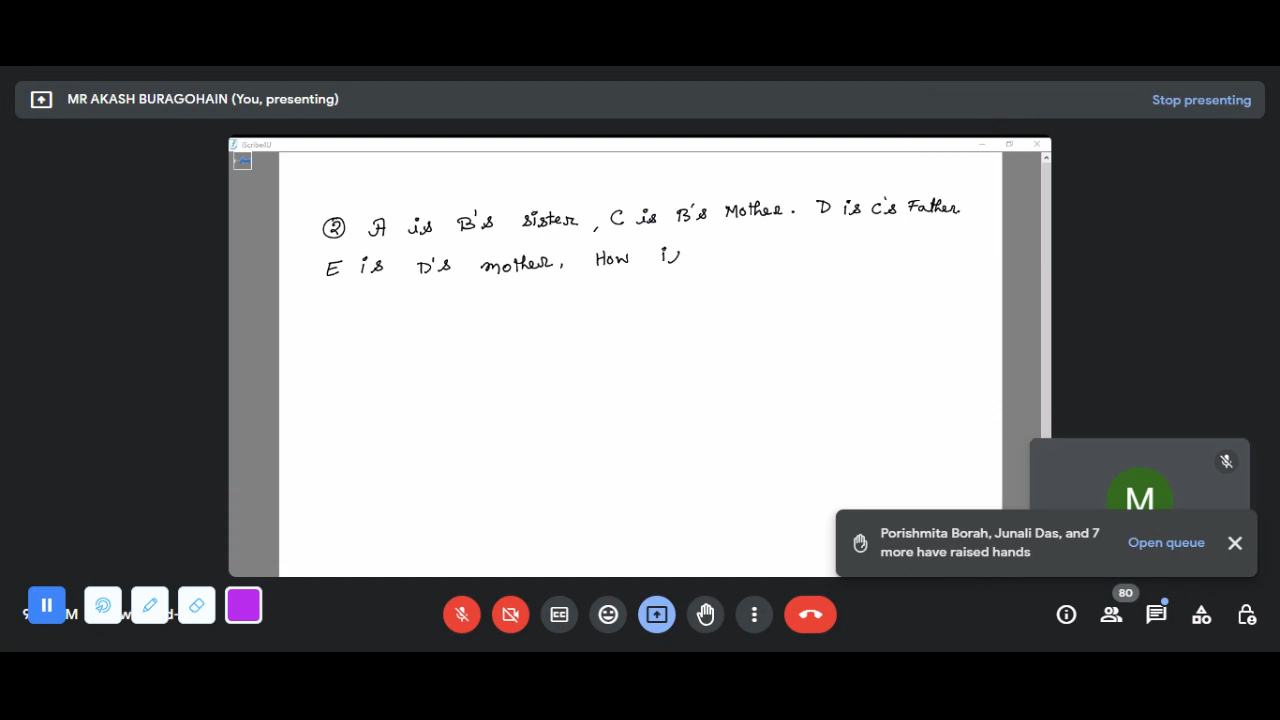 MR AKASH BURAGOHAIN (You, presenting)
Stop presenting
iScribe4U
② A is B's sister, C is B's Mother. D is C's Father
E is D's mother, How
M
Porishmita Borah, Junali Das, and 7
more have raised hands
Open queue
80